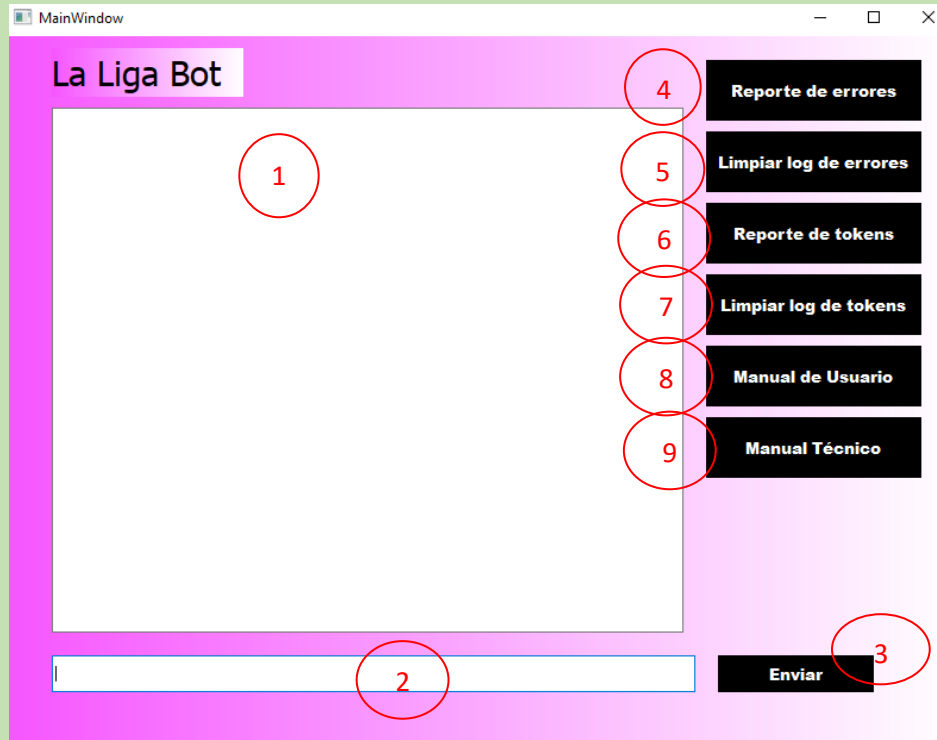 MainWindow
La Liga Bot
4
Reporte de errores
1
5
Limpiar log de errores
6
Reporte de tokens
7
Limpiar log de tokens
8
Manual de Usuario
9
Manual Técnico
2
3
Enviar